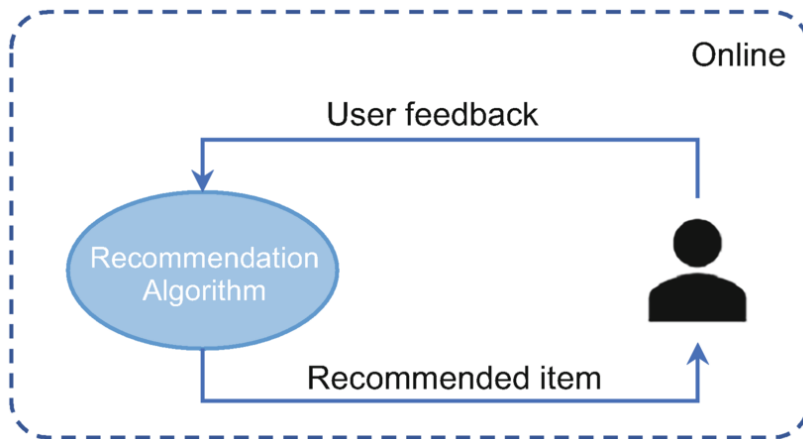 Online
User feedback
Recommendation
Algorithm
Recommended item